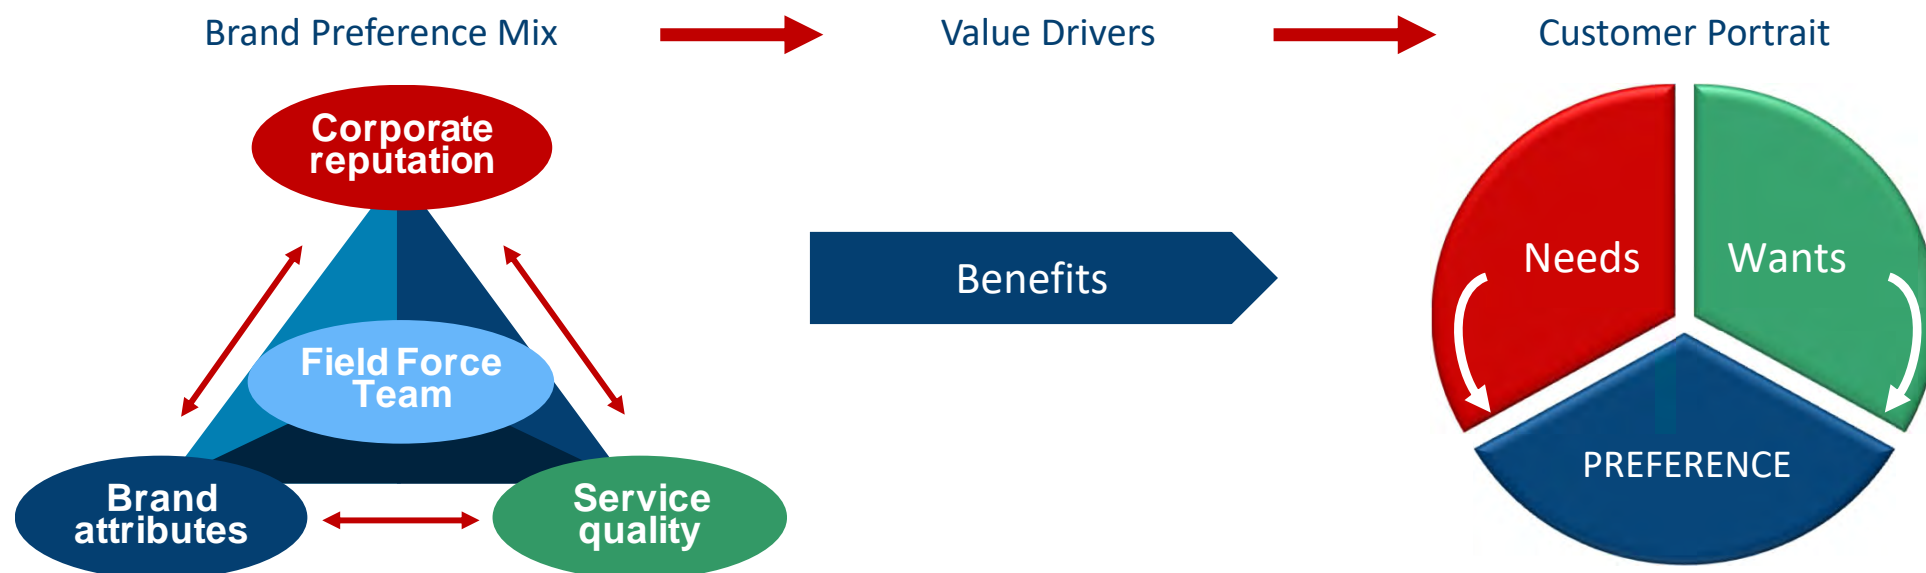 Brand Preference Mix
Value Drivers
Customer Portrait
Corporate
reputation
Field Force
Team
Brand
attributes
Service
quality
Benefits
Needs
Wants
PREFERENCE